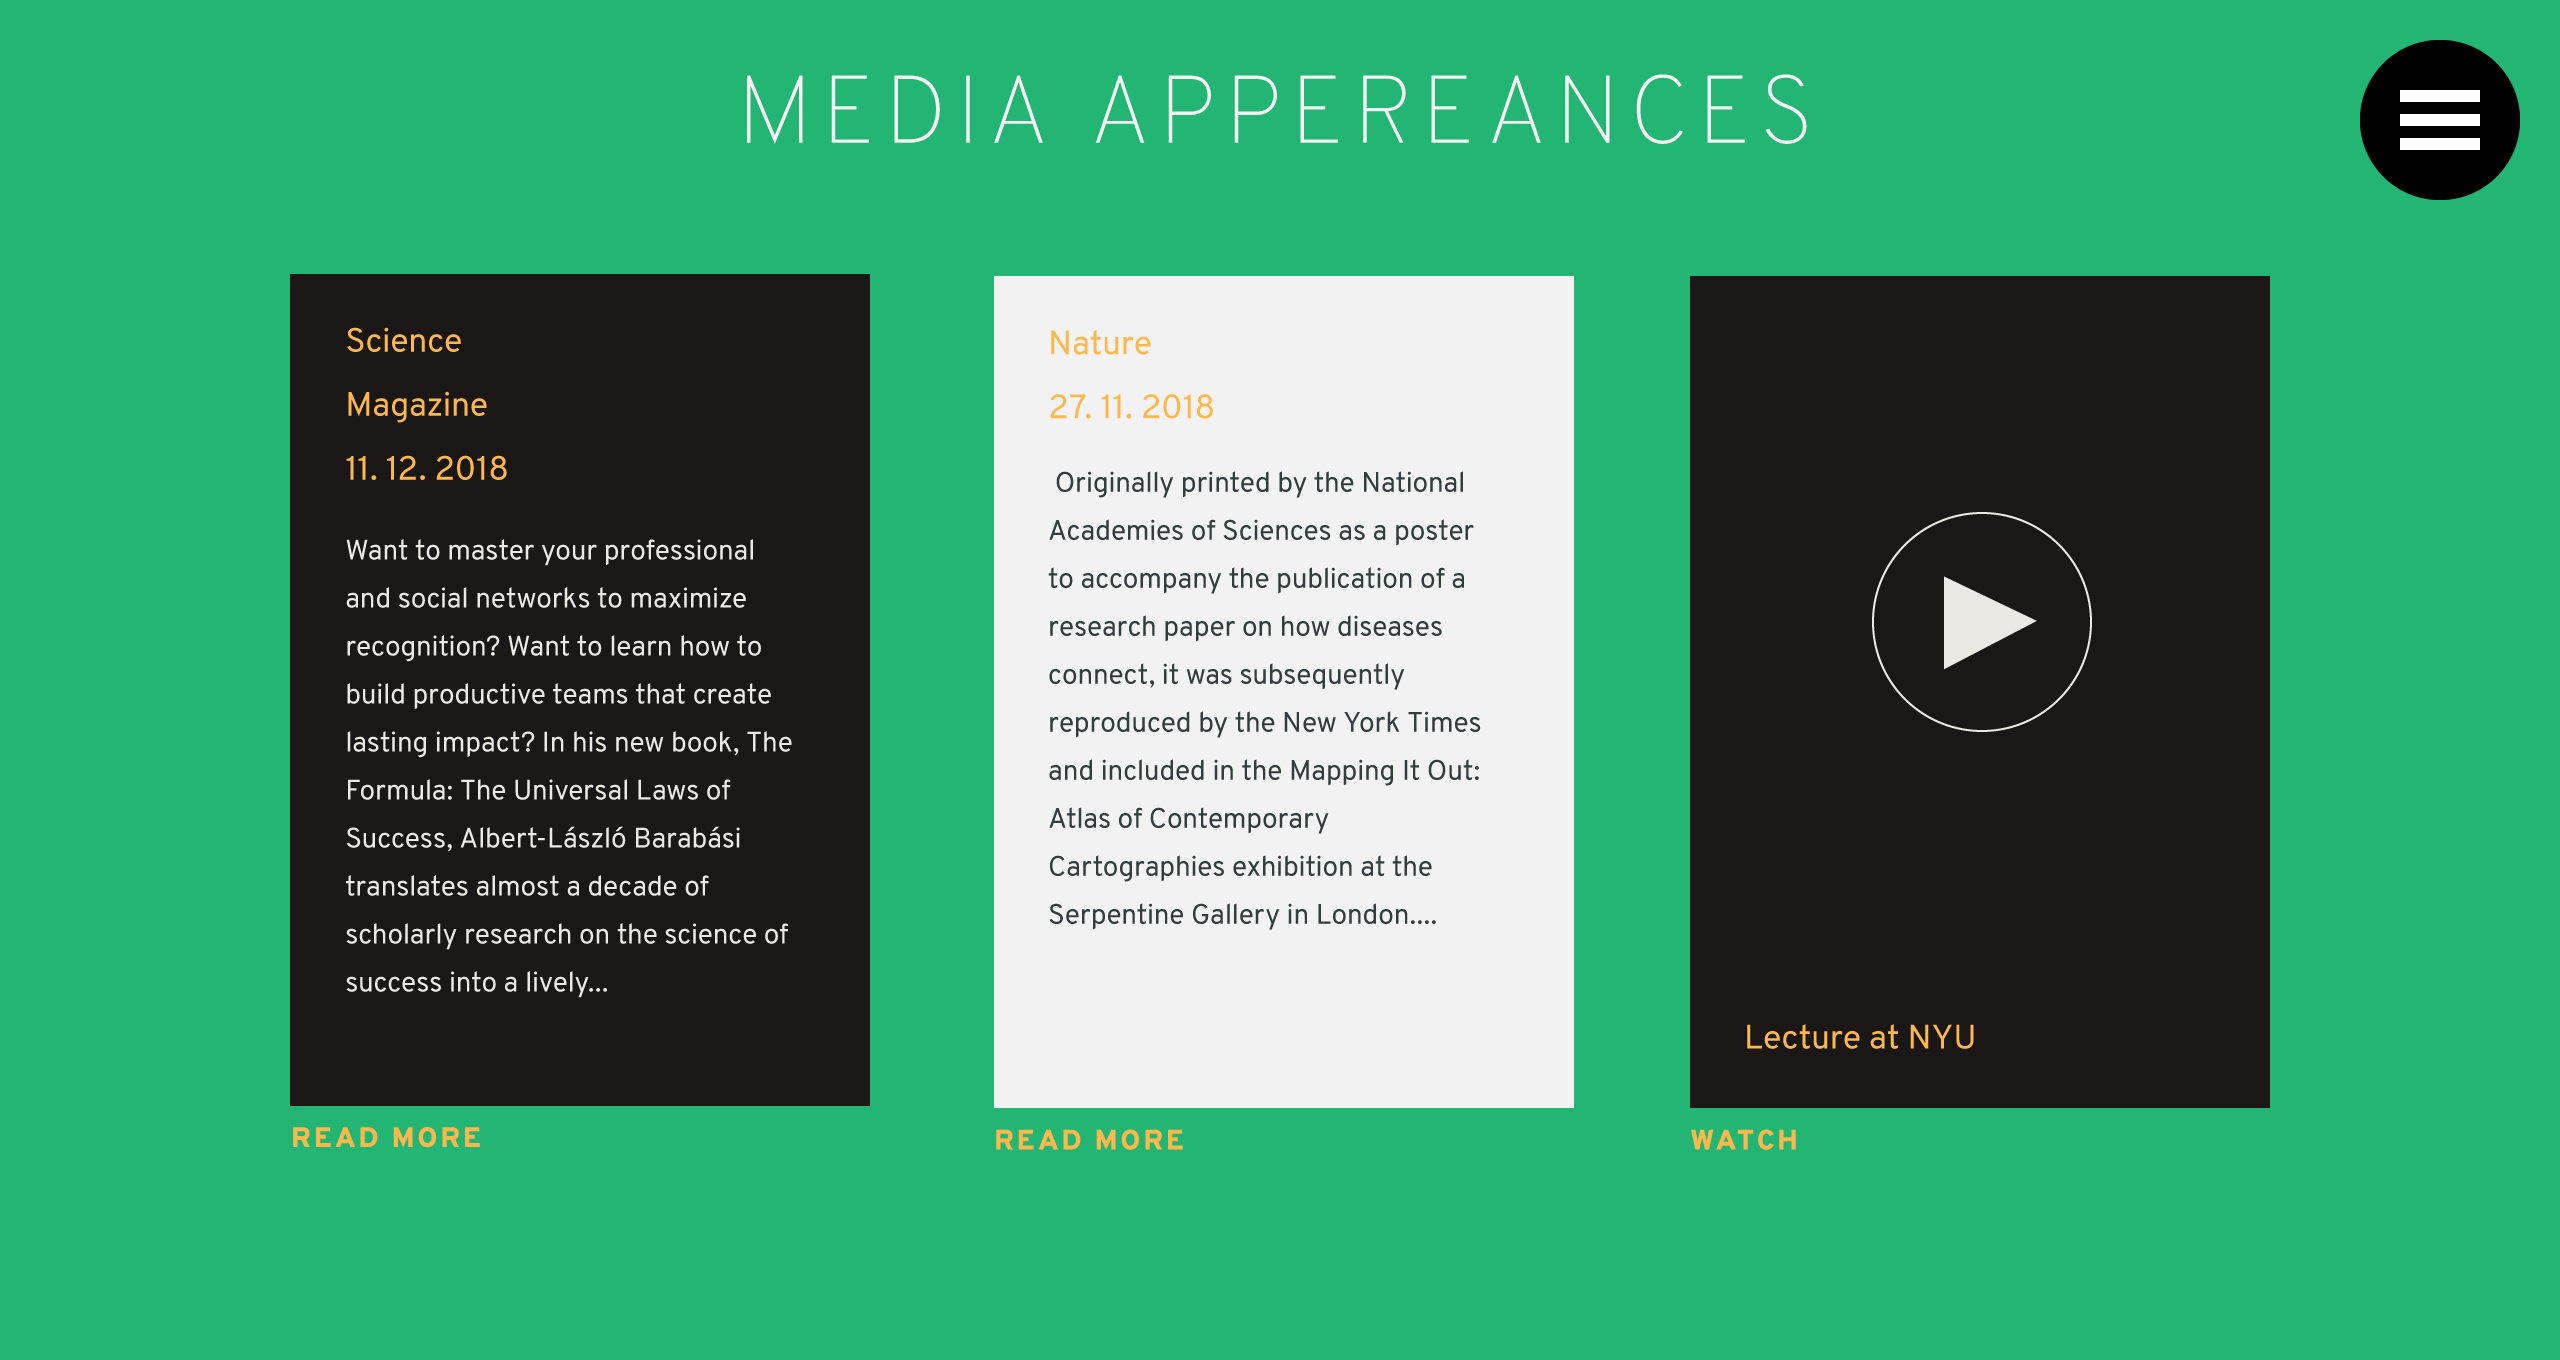 MEDIA APPEREANCES
Science
Magazine
11. 12. 2018
Want to master your professional
and social networks to maximize
recognition? Want to learn how to
build productive teams that create
lasting impact? In his new book, The
Formula: The Universal Laws of
Success, Albert-László Barabási
translates almost a decade of
scholarly research on the science of
success into a lively...
READ MORE
Nature
27. 11. 2018
Originally printed by the National
Academies of Sciences as a poster
to accompany the publication of a
research paper on how diseases
connect, it was subsequently
reproduced by the New York Times
and included in the Mapping It Out:
Atlas of Contemporary
Cartographies exhibition at the
Serpentine Gallery in London....
READ MORE
Lecture at NYU
WATCH